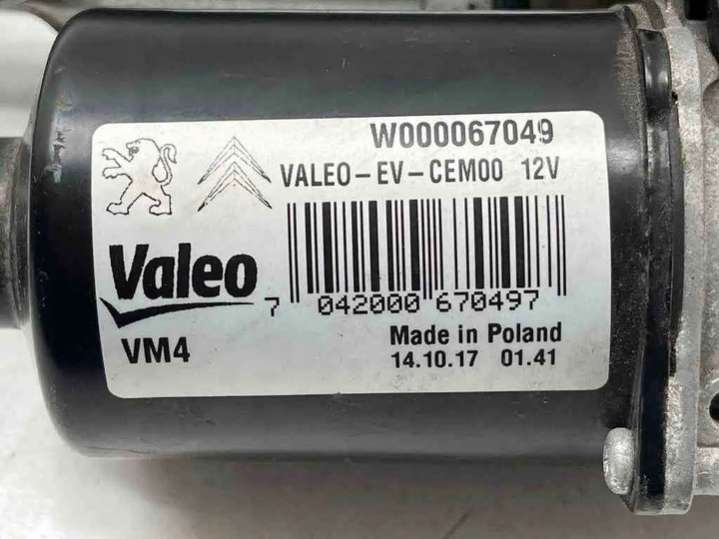 W000067049
VALEO-EV-CEM00 12V
Valeo
7 042000 670497
VM4
Made in Poland
14.10.17 01.41